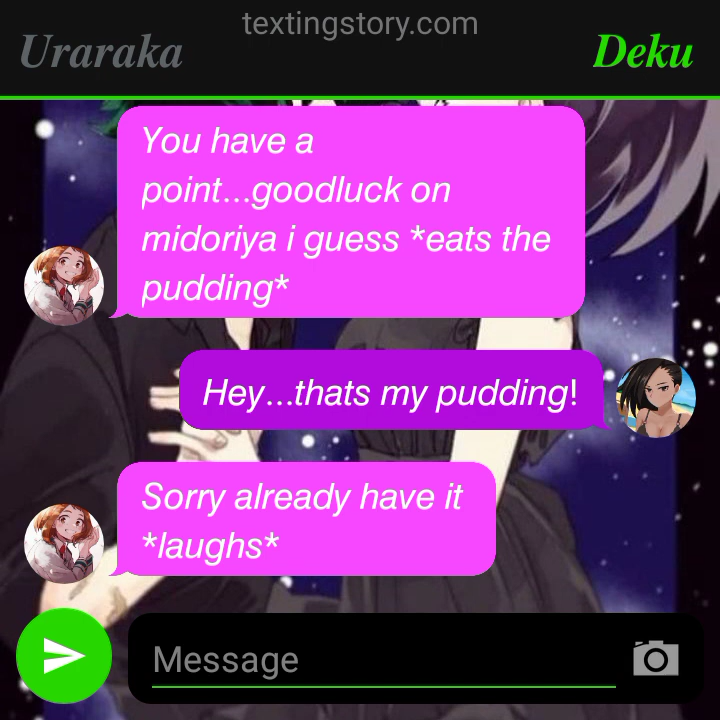 textingstory.com
Uraraka
Deku
You have a
point...goodluck on
midoriya i guess *eats the
pudding*
Hey...thats my pudding!
Sorry already have it
*laughs*
Message